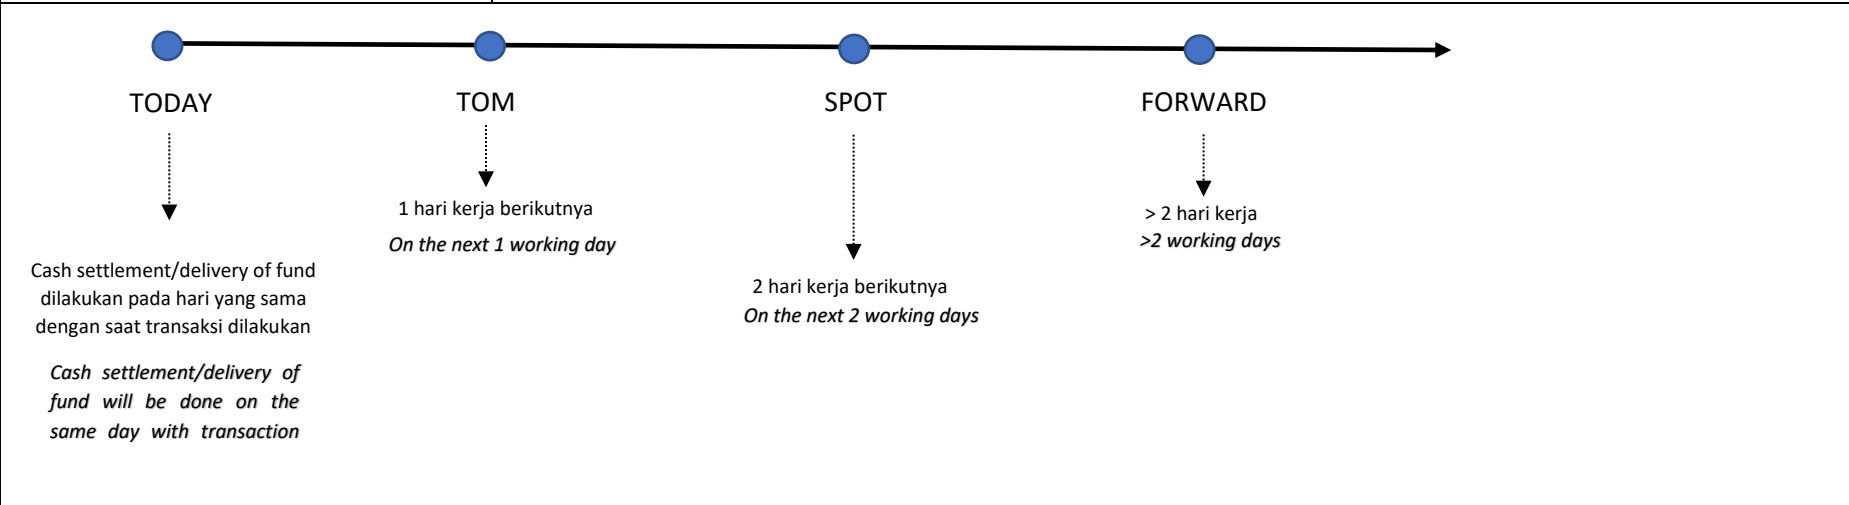 TODAY
TOM
SPOT
FORWARD
Cash settlement/delivery of fund
dilakukan pada hari yang sama
dengan saat transaksi dilakukan
Cash settlement/delivery of
fund will be done on the
same day with transaction
1 hari kerja berikutnya
On the next 1 working day
2 hari kerja berikutnya
On the next 2 working days
> 2 hari kerja
>2 working days